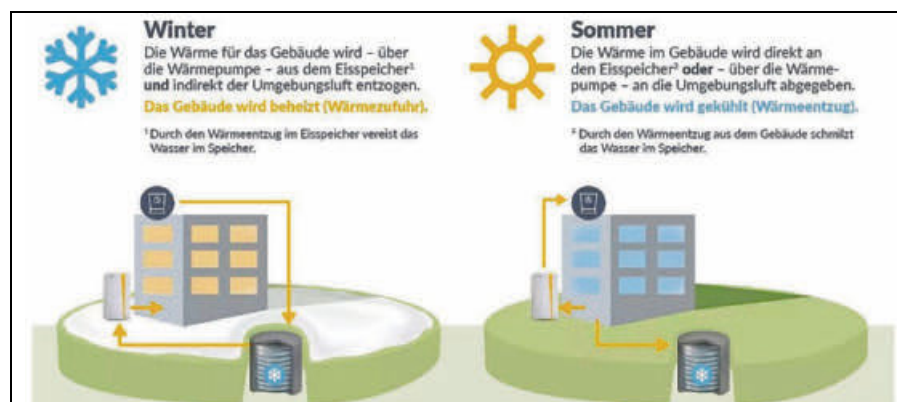 Winter
Die Wärme für das Gebäude wird – über
die Wärmepumpe – aus dem Eisspeicher¹
und indirekt der Umgebungsluft entzogen.
Das Gebäude wird beheizt (Wärmezufuhr).
¹ Durch den Wärmeentzug im Eisspeicher vereist das
Wasser im Speicher.
Sommer
Die Wärme im Gebäude wird direkt an
den Eisspeicher² oder – über die Wärme-
pumpe – an die Umgebungsluft abgegeben.
Das Gebäude wird gekühlt (Wärmeentzug).
² Durch den Wärmeentzug aus dem Gebäude schmilzt
das Wasser im Speicher.